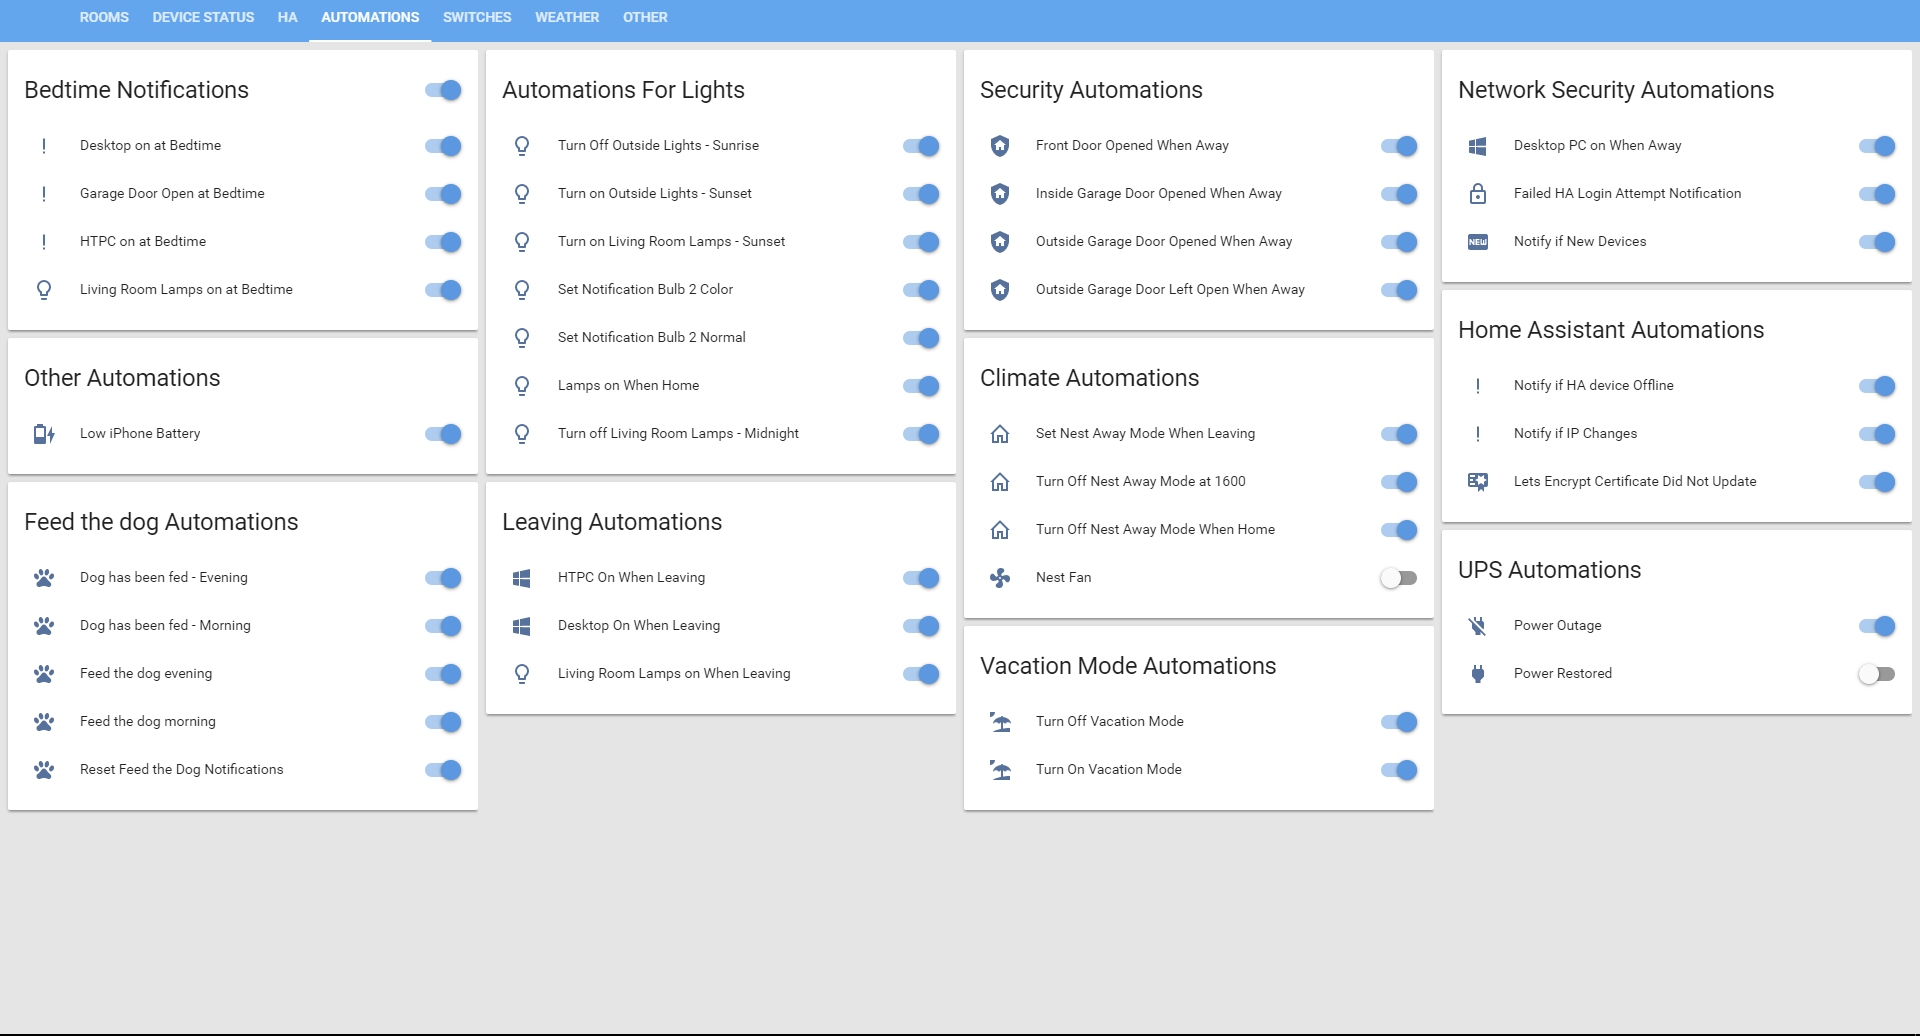 ROOMS DEVICE STATUS HA AUTOMATIONS SWITCHES WEATHER OTHER
Bedtime Notifications
Desktop on at Bedtime
Garage Door Open at Bedtime
HTPC on at Bedtime
Living Room Lamps on at Bedtime
Other Automations
Low iPhone Battery
Feed the dog Automations
Dog has been fed - Evening
Dog has been fed - Morning
Feed the dog evening
Feed the dog morning
Reset Feed the Dog Notifications
Automations For Lights
Turn Off Outside Lights - Sunrise
Turn on Outside Lights - Sunset
Turn on Living Room Lamps - Sunset
Set Notification Bulb 2 Color
Set Notification Bulb 2 Normal
Lamps on When Home
Turn off Living Room Lamps - Midnight
Leaving Automations
HTPC On When Leaving
Desktop On When Leaving
Living Room Lamps on When Leaving
Security Automations
Front Door Opened When Away
Inside Garage Door Opened When Away
Outside Garage Door Opened When Away
Outside Garage Door Left Open When Away
Climate Automations
Set Nest Away Mode When Leaving
Turn Off Nest Away Mode at 1600
Turn Off Nest Away Mode When Home
Nest Fan
Vacation Mode Automations
Turn Off Vacation Mode
Turn On Vacation Mode
Network Security Automations
Desktop PC on When Away
Failed HA Login Attempt Notification
NEW Notify if New Devices
Home Assistant Automations
Notify if HA device Offline
Notify if IP Changes
Lets Encrypt Certificate Did Not Update
UPS Automations
Power Outage
Power Restored